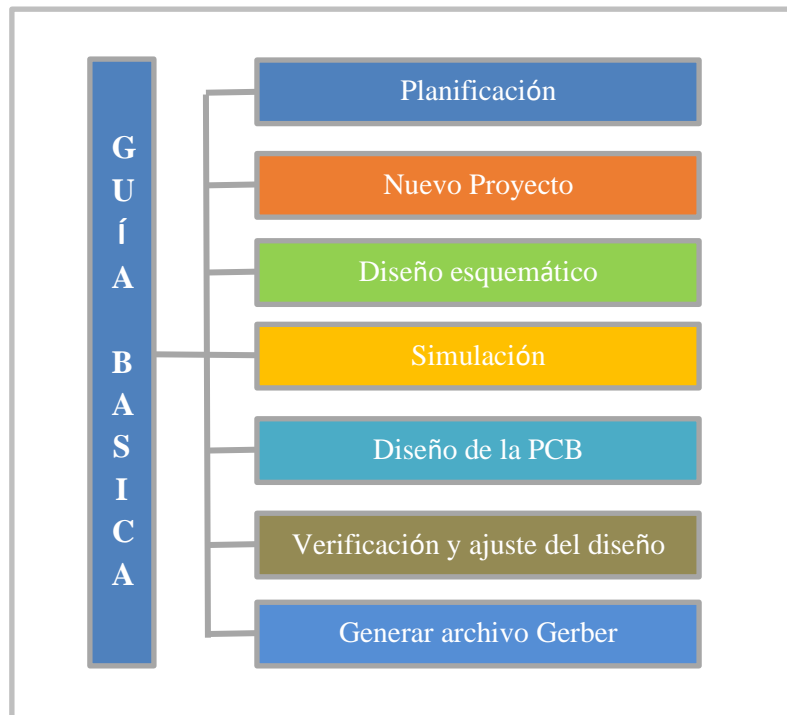 GUÍA BASICA
Planificación
Nuevo Proyecto
Diseño esquemático
Simulación
Diseño de la PCB
Verificación y ajuste del diseño
Generar archivo Gerber